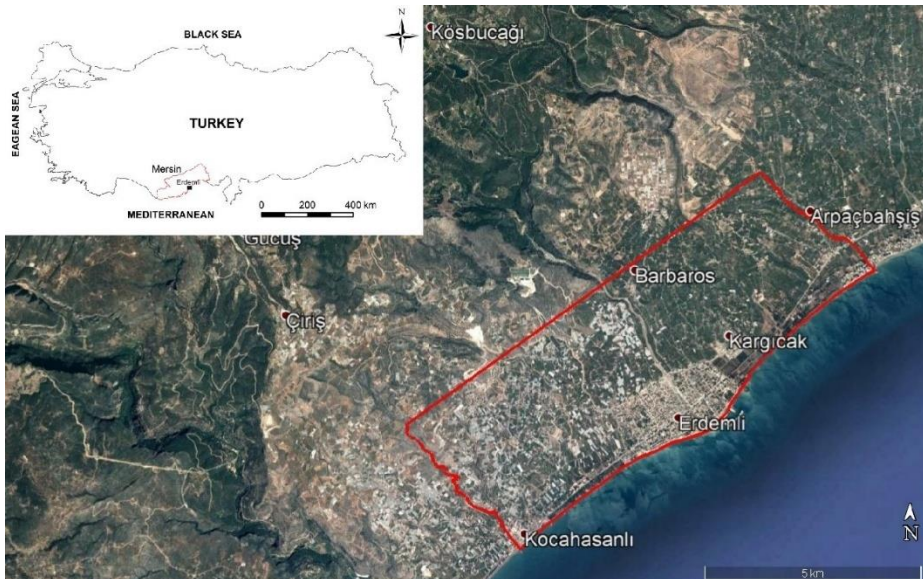 N
BLACK SEA
EAGEAN SEA
TURKEY
Mersin
Erdemli
MEDITERRANEAN
0 200 400 km
Kösbucağı
Arpaçbahşiş
Gücüş
Barbaros
Çiriş
Kargıcak
Erdemli
Kocahasanlı
N
5 km